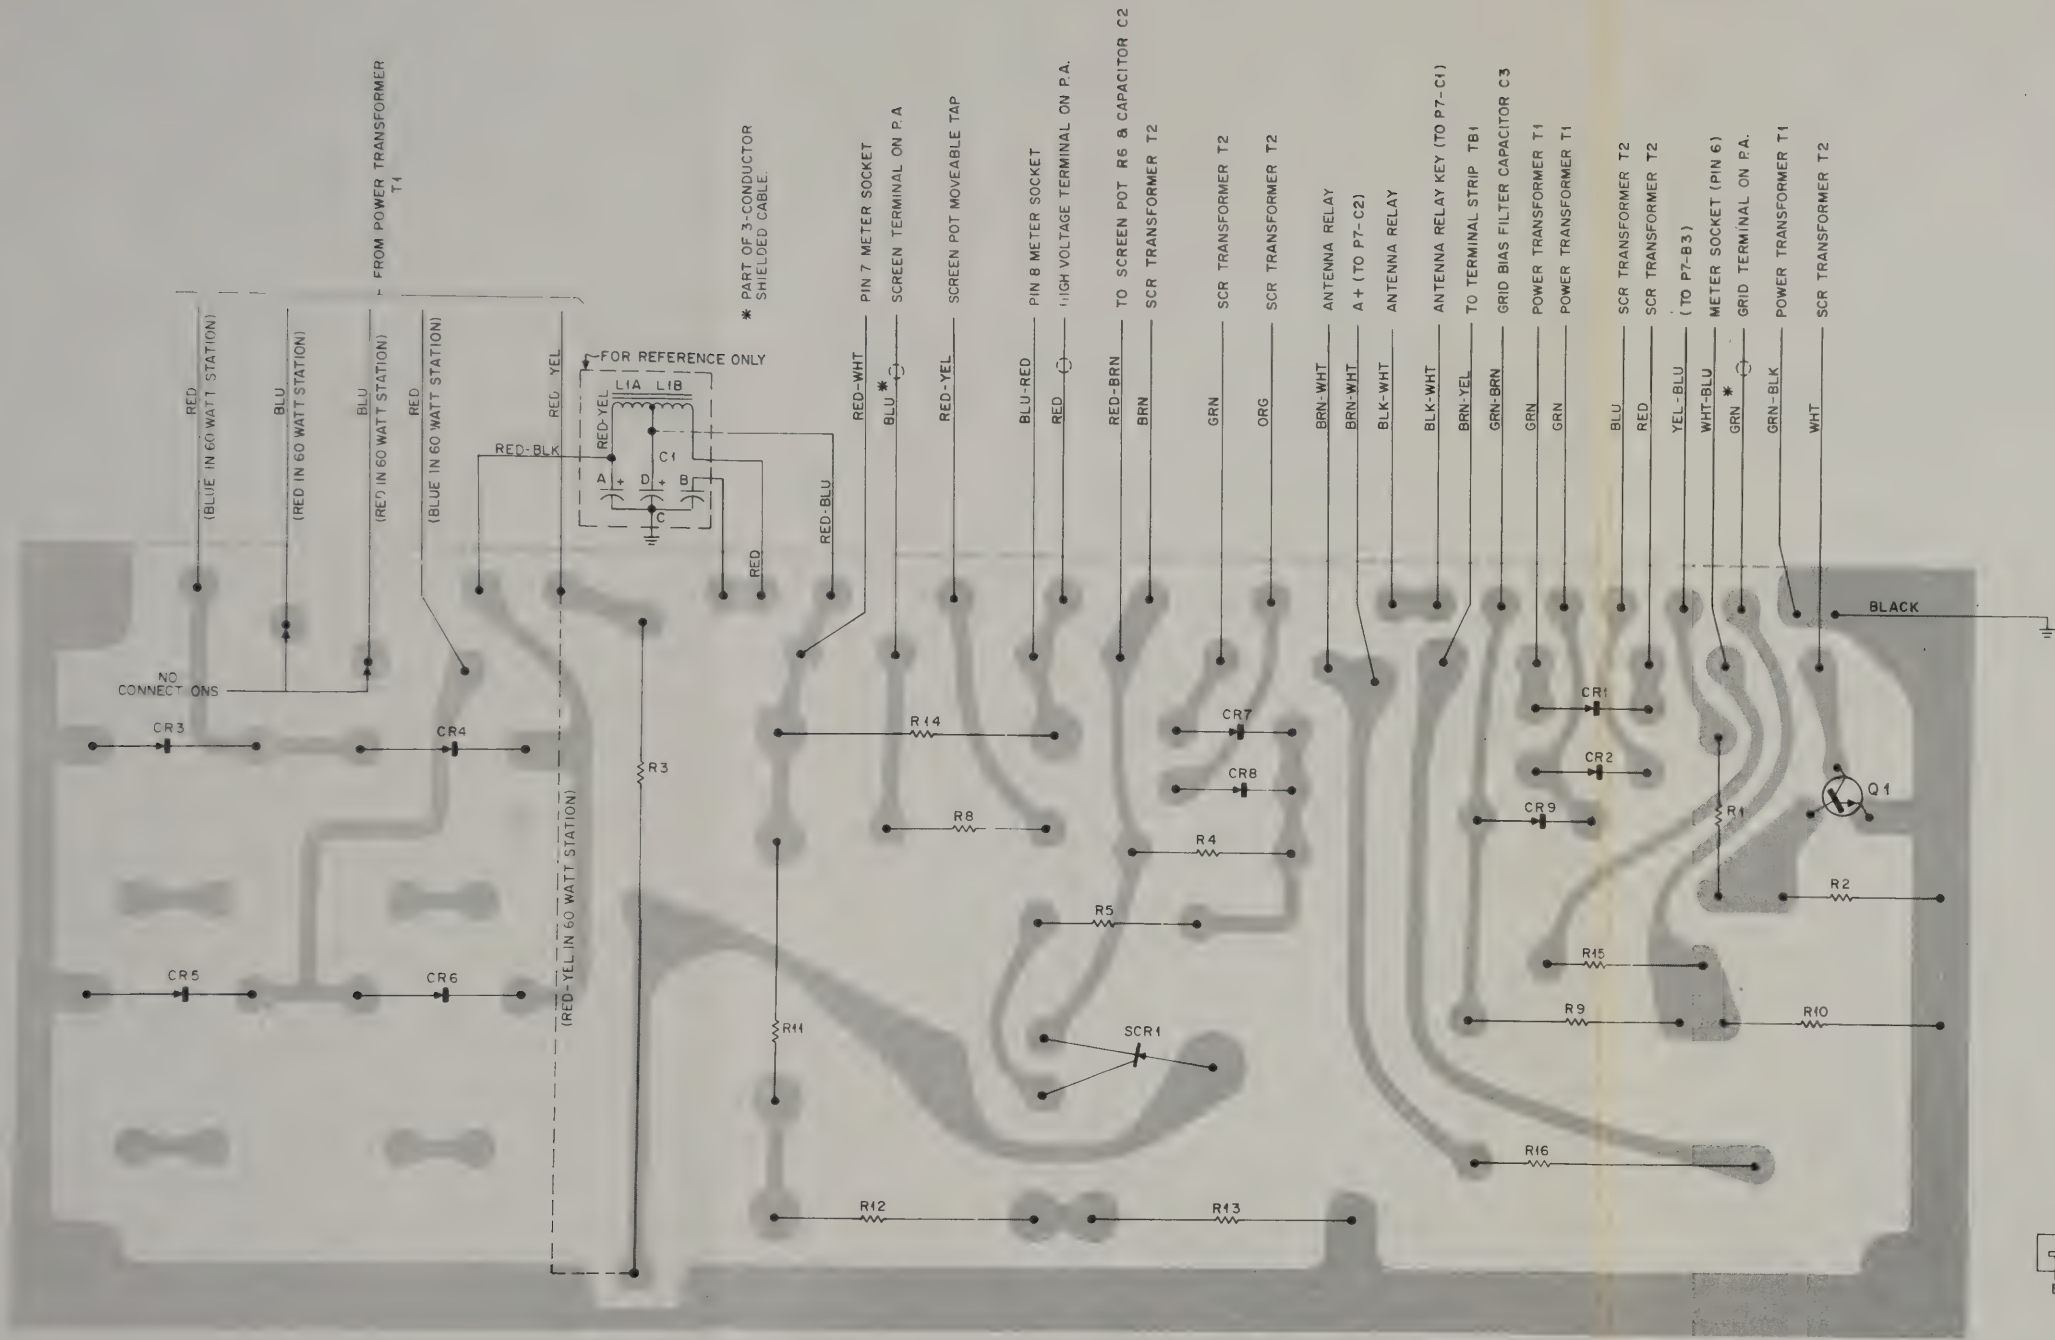 RED
(BLUE IN 60 WATT STATION)
BLU
(RED IN 60 WATT STATION)
BLU
(RED IN 60 WATT STATION)
RED
(BLUE IN 60 WATT STATION)
RED YEL
FROM POWER TRANSFORMER
T1
RED-BLK
FOR REFERENCE ONLY
L1A L1B
RED-YEL
C1
A + D + B
C
RED
RED-BLU
* PART OF 3-CONDUCTOR
SHIELDED CABLE.
RED-WHT
PIN 7 METER SOCKET
BLU *
SCREEN TERMINAL ON P.A
RED-YEL
SCREEN POT MOVEABLE TAP
BLU-RED
PIN 8 METER SOCKET
RED
HIGH VOLTAGE TERMINAL ON P.A.
RED-BRN
TO SCREEN POT R6 & CAPACITOR C2
BRN
SCR TRANSFORMER T2
GRN
SCR TRANSFORMER T2
ORG
SCR TRANSFORMER T2
BRN-WHT
ANTENNA RELAY
BRN-WHT
A+ (TO P7-C2)
BLK-WHT
ANTENNA RELAY
BLK-WHT
ANTENNA RELAY KEY (TO P7-C1)
BRN-YEL
TO TERMINAL STRIP TB1
GRN-BRN
GRID BIAS FILTER CAPACITOR C3
GRN
POWER TRANSFORMER T1
GRN
POWER TRANSFORMER T1
BLU
SCR TRANSFORMER T2
RED
SCR TRANSFORMER T2
YEL-BLU
(TO P7-B3)
WHT-BLU
METER SOCKET (PIN 6)
GRN *
GRID TERMINAL ON P.A.
GRN-BLK
POWER TRANSFORMER T1
WHT
SCR TRANSFORMER T2
BLACK
NO
CONNECTIONS
CR3
CR4
R3
R14
CR7
CR1
CR8
CR2
Q1
R8
CR9
R1
R4
R2
R5
R15
CR5
CR6
(RED-YEL IN 60 WATT STATION)
R11
SCR1
R9
R10
R16
R12
R13